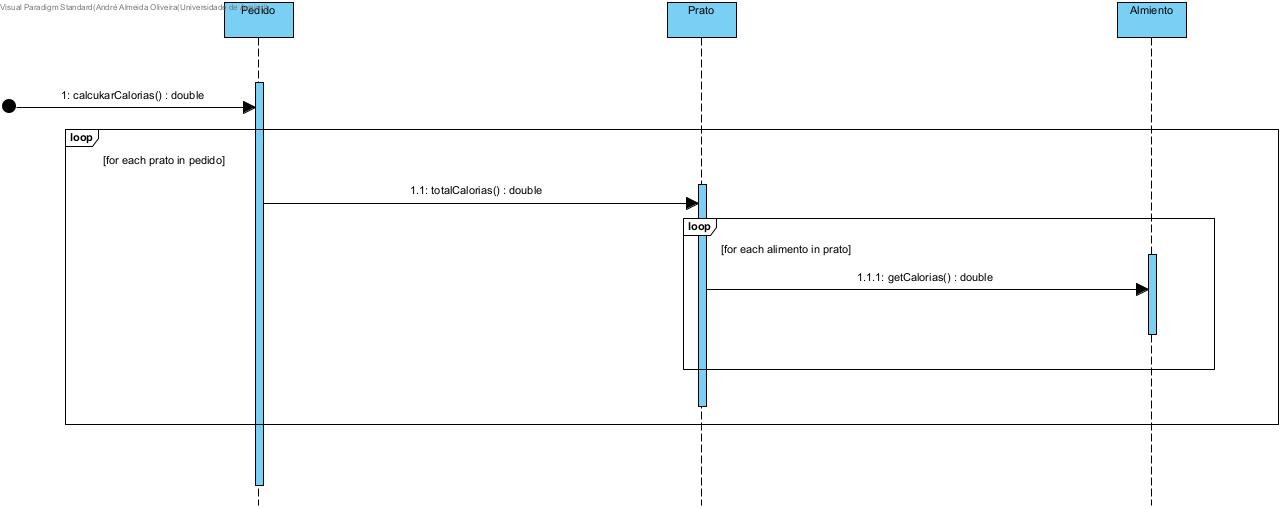 Visual Paradigm Standard(André Almeida Oliveira(Universidade de
Pedido
Prato
Almiento
1: calcukarCalorias() : double
loop
[for each prato in pedido]
1.1: totalCalorias() : double
loop
[for each alimento in prato]
1.1.1: getCalorias() : double